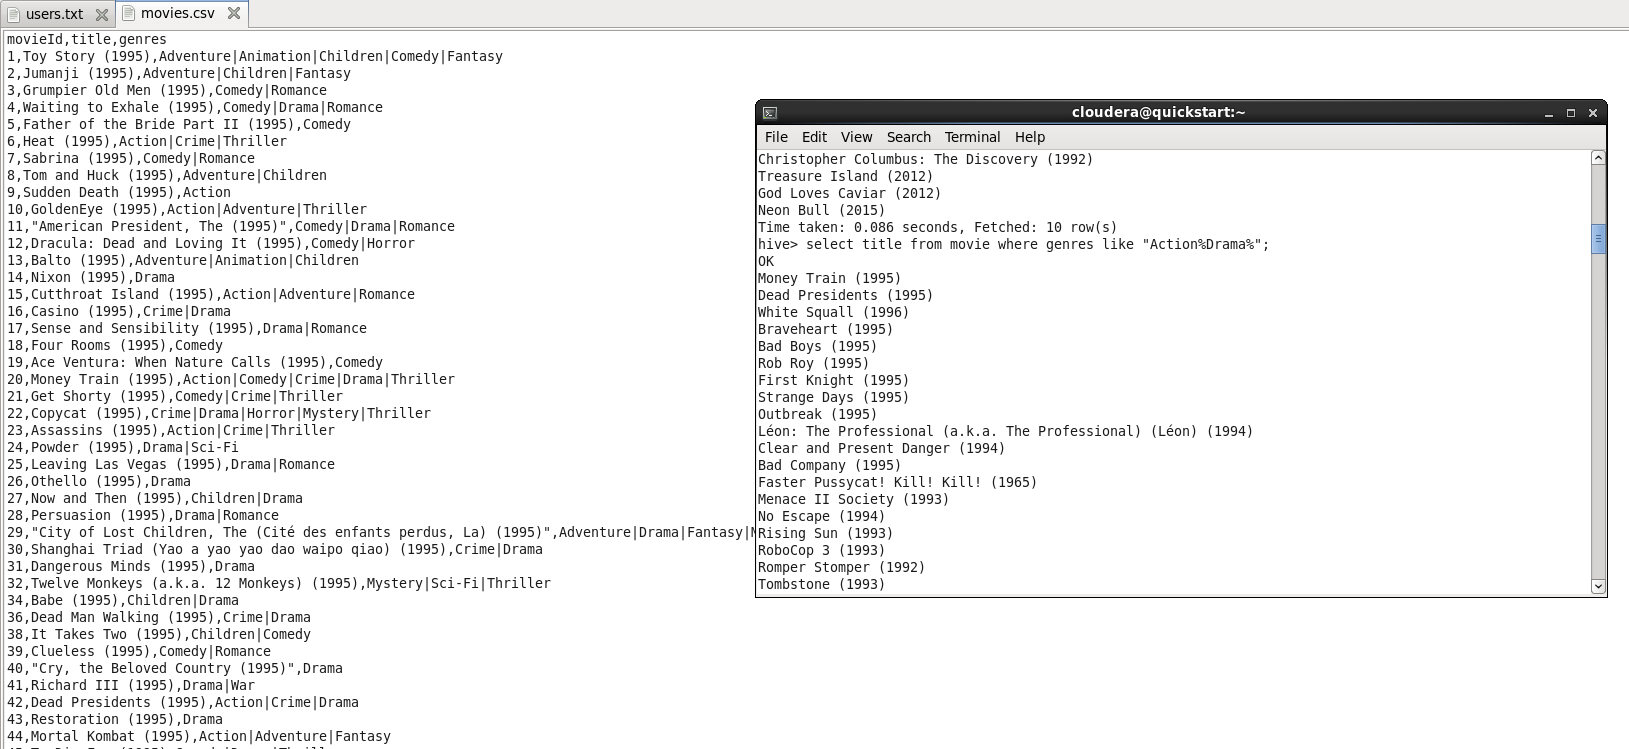 users.txt
movies.csv
movieId,title,genres
1,Toy Story (1995),Adventure|Animation|Children|Comedy|Fantasy
2,Jumanji (1995),Adventure|Children|Fantasy
3,Grumpier Old Men (1995),Comedy|Romance
4,Waiting to Exhale (1995),Comedy|Drama|Romance
5,Father of the Bride Part II (1995),Comedy
6,Heat (1995),Action|Crime|Thriller
7,Sabrina (1995),Comedy|Romance
8,Tom and Huck (1995),Adventure|Children
9,Sudden Death (1995),Action
10,GoldenEye (1995),Action|Adventure|Thriller
11,"American President, The (1995)",Comedy|Drama|Romance
12,Dracula: Dead and Loving It (1995),Comedy|Horror
13,Balto (1995),Adventure|Animation|Children
14,Nixon (1995),Drama
15,Cutthroat Island (1995),Action|Adventure|Romance
16,Casino (1995),Crime|Drama
17,Sense and Sensibility (1995),Drama|Romance
18,Four Rooms (1995),Comedy
19,Ace Ventura: When Nature Calls (1995),Comedy
20,Money Train (1995),Action|Comedy|Crime|Drama|Thriller
21,Get Shorty (1995),Comedy|Crime|Thriller
22,Copycat (1995),Crime|Drama|Horror|Mystery|Thriller
23,Assassins (1995),Action|Crime|Thriller
24,Powder (1995),Drama|Sci-Fi
25,Leaving Las Vegas (1995),Drama|Romance
26,Othello (1995),Drama
27,Now and Then (1995),Children|Drama
28,Persuasion (1995),Drama|Romance
29,"City of Lost Children, The (Cité des enfants perdus, La) (1995)",Adventure|Drama|Fantasy|
30,Shanghai Triad (Yao a yao yao dao waipo qiao) (1995),Crime|Drama
31,Dangerous Minds (1995),Drama
32,Twelve Monkeys (a.k.a. 12 Monkeys) (1995),Mystery|Sci-Fi|Thriller
34,Babe (1995),Children|Drama
36,Dead Man Walking (1995),Crime|Drama
38,It Takes Two (1995),Children|Comedy
39,Clueless (1995),Comedy|Romance
40,"Cry, the Beloved Country (1995)",Drama
41,Richard III (1995),Drama|War
42,Dead Presidents (1995),Action|Crime|Drama
43,Restoration (1995),Drama
44,Mortal Kombat (1995),Action|Adventure|Fantasy
cloudera@quickstart:~
File Edit View Search Terminal Help
Christopher Columbus: The Discovery (1992)
Treasure Island (2012)
God Loves Caviar (2012)
Neon Bull (2015)
Time taken: 0.086 seconds, Fetched: 10 row(s)
hive> select title from movie where genres like "Action%Drama%";
OK
Money Train (1995)
Dead Presidents (1995)
White Squall (1996)
Braveheart (1995)
Bad Boys (1995)
Rob Roy (1995)
First Knight (1995)
Strange Days (1995)
Outbreak (1995)
Léon: The Professional (a.k.a. The Professional) (Léon) (1994)
Clear and Present Danger (1994)
Bad Company (1995)
Faster Pussycat! Kill! Kill! (1965)
Menace II Society (1993)
No Escape (1994)
Rising Sun (1993)
RoboCop 3 (1993)
Romper Stomper (1992)
Tombstone (1993)